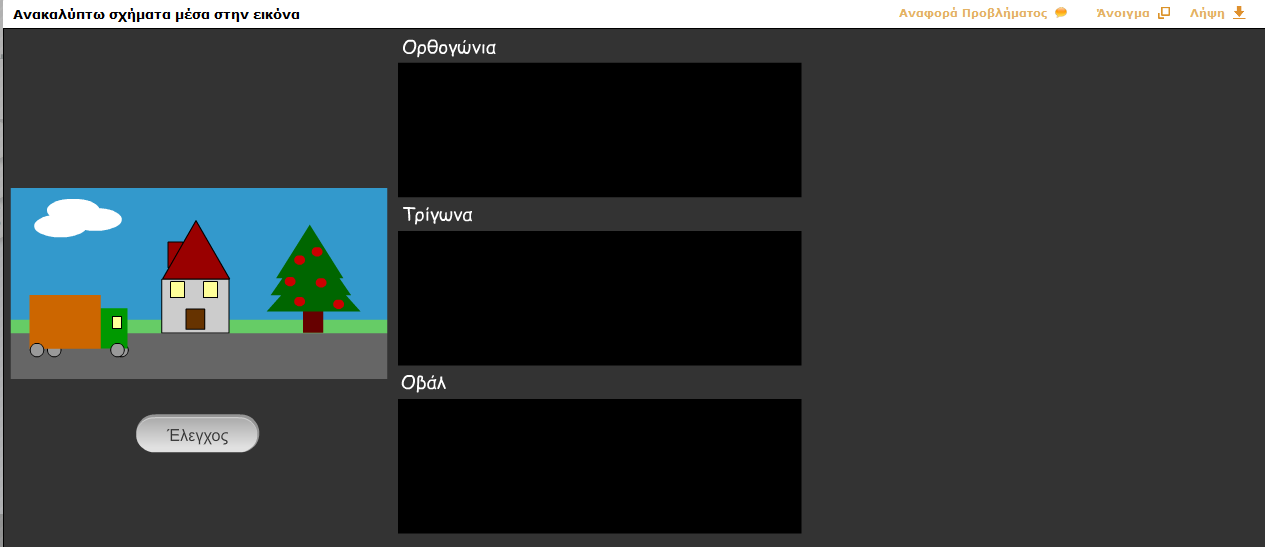 Ανακαλύπτω σχήματα μέσα στην εικόνα
Αναφορά Προβλήματος Άνοιγμα Λήψη
Ορθογώνια
Τρίγωνα
Οβάλ
Έλεγχος